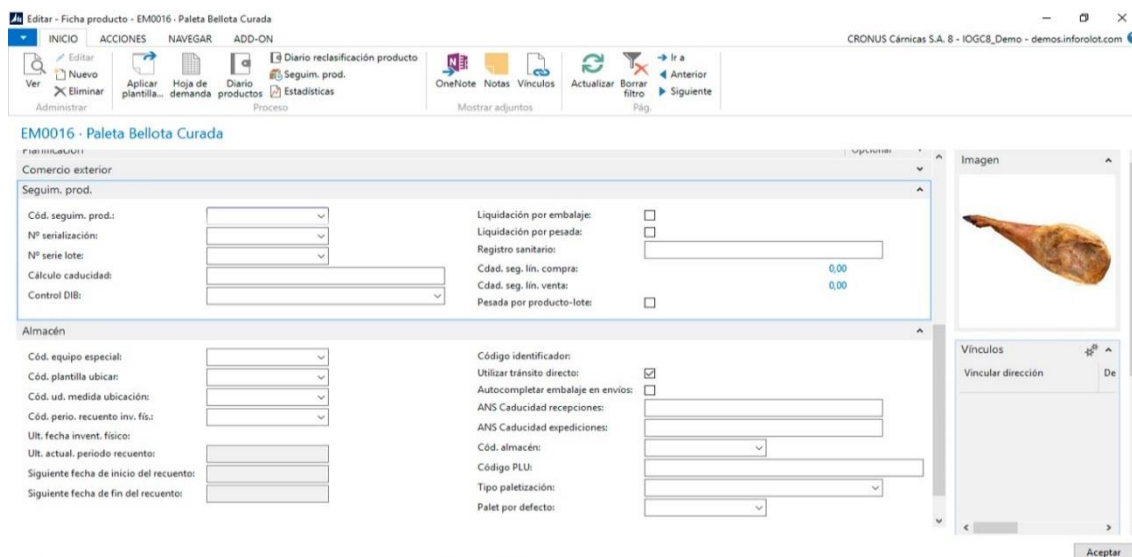 Editar - Ficha producto - EM0016 · Paleta Bellota Curada
INICIO ACCIONES NAVEGAR ADD-ON
CRONUS Cárnicas S.A. 8 - IOGC8_Demo - demos.inforolot.com
Ver
Editar
Nuevo
Eliminar
Administrar
Aplicar plantilla...
Hoja de demanda
Diario productos
Diario reclasificación producto
Seguim. prod.
Estadísticas
Proceso
OneNote Notas Vínculos
Mostrar adjuntos
Actualizar
Borrar filtro
Ir a
Anterior
Siguiente
Pág.
EM0016 · Paleta Bellota Curada
Planificación Opcional
Comercio exterior
Seguim. prod.
Cód. seguim. prod.:
Nº serialización:
Nº serie lote:
Cálculo caducidad:
Control DIB:
Liquidación por embalaje:
Liquidación por pesada:
Registro sanitario:
Cdad. seg. lín. compra: 0,00
Cdad. seg. lín. venta: 0,00
Pesada por producto-lote:
Almacén
Cód. equipo especial:
Cód. plantilla ubicar:
Cód. ud. medida ubicación:
Cód. perio. recuento inv. fís.:
Ult. fecha invent. físico:
Ult. actual. periodo recuento:
Siguiente fecha de inicio del recuento:
Siguiente fecha de fin del recuento:
Código identificador:
Utilizar tránsito directo:
Autocompletar embalaje en envíos:
ANS Caducidad recepciones:
ANS Caducidad expediciones:
Cód. almacén:
Código PLU:
Tipo paletización:
Palet por defecto:
Imagen
Vínculos
Vincular dirección De
Aceptar